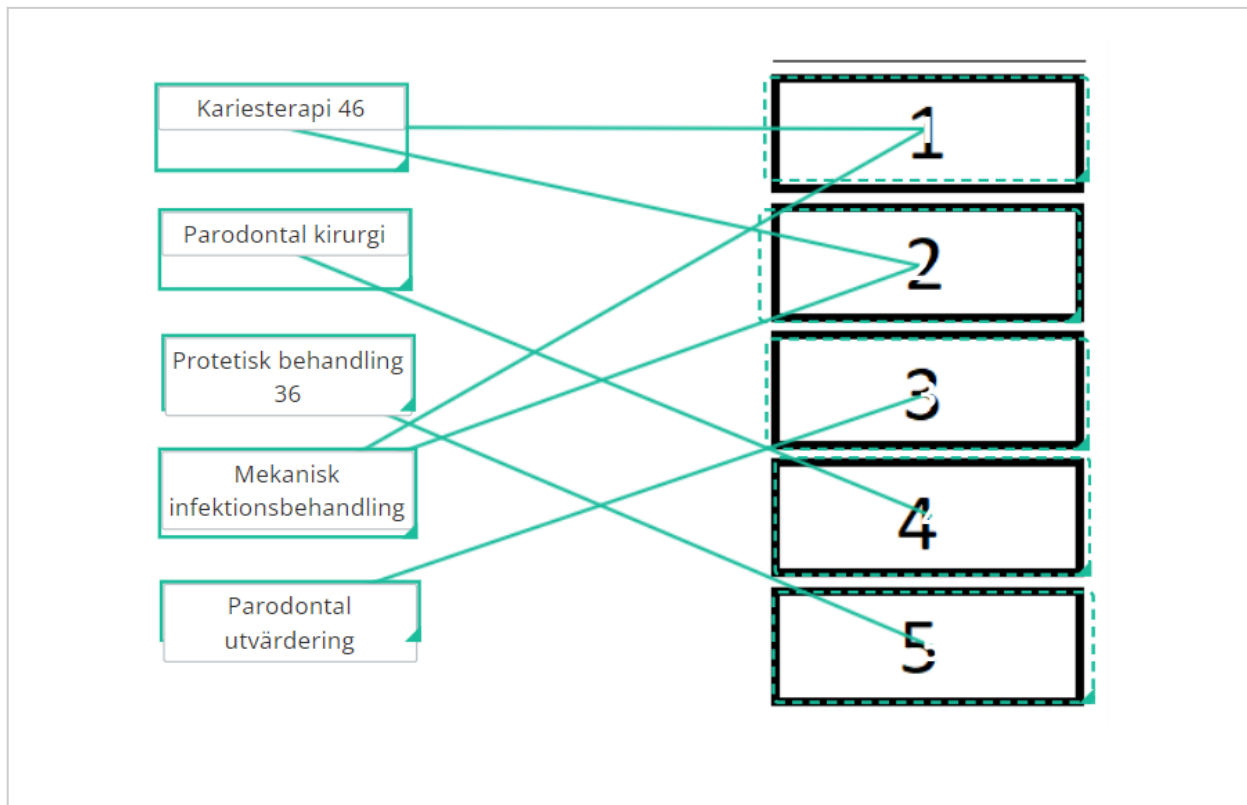 Kariesterapi 46
1
Parodontal kirurgi
2
Protetisk behandling
36
3
Mekanisk
infektionsbehandling
4
Parodontal
utvärdering
5